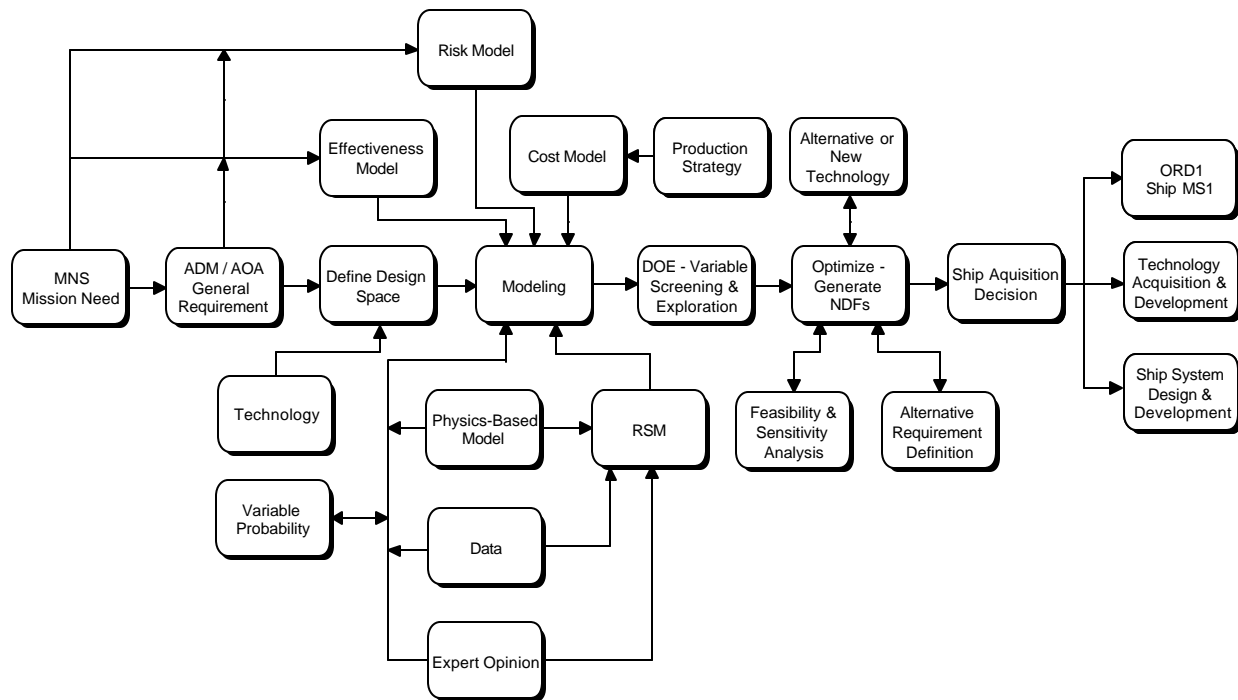 Risk Model
Effectiveness
Model
Cost Model
Production
Strategy
Alternative or
New
Technology
ORD1
Ship MS1
MNS
Mission Need
ADM / AOA
General
Requirement
Define Design
Space
Modeling
DOE - Variable
Screening &
Exploration
Optimize -
Generate
NDFs
Ship Aquisition
Decision
Technology
Acquisition &
Development
Technology
Physics-Based
Model
RSM
Feasibility &
Sensitivity
Analysis
Alternative
Requirement
Definition
Ship System
Design &
Development
Variable
Probability
Data
Expert Opinion